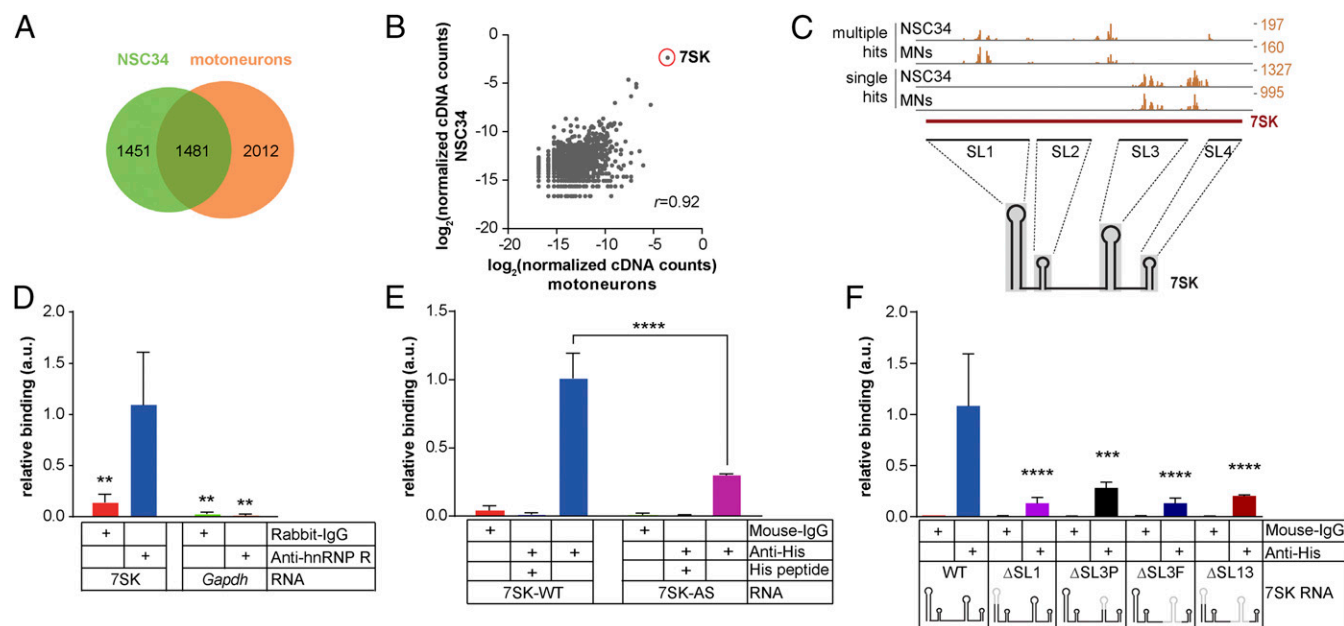 A
NSC34 motoneurons
1451 1481 2012
B
log2(normalized cDNA counts)
NSC34
0
-5
-10
-15
-20
7SK
r=0.92
-20 -15 -10 -5 0
log2(normalized cDNA counts)
motoneurons
C
multiple hits
NSC34 197
MNs 160
single hits
NSC34 1327
MNs 995
7SK
SL1 SL2 SL3 SL4
7SK
D
relative binding (a.u.)
2.0
1.5
1.0
0.5
0.0
** ** **
+ + Rabbit-IgG
+ + Anti-hnRNP R
7SK Gapdh RNA
E
relative binding (a.u.)
1.5
1.0
0.5
0.0
****
+ + Mouse-IgG
+ + + + Anti-His
+ + His peptide
7SK-WT 7SK-AS RNA
F
relative binding (a.u.)
2.0
1.5
1.0
0.5
0.0
**** *** **** ****
+ + + + + Mouse-IgG
+ + + + + Anti-His
WT ΔSL1 ΔSL3P ΔSL3F ΔSL13
7SK RNA